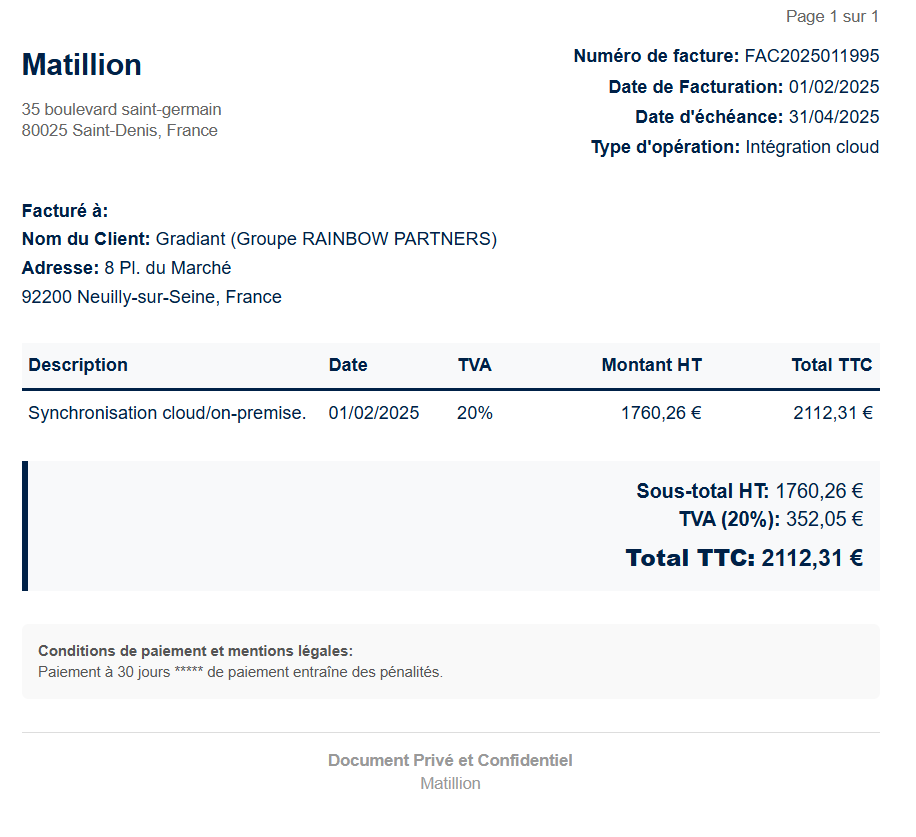 Page 1 sur 1
Matillion
35 boulevard saint-germain
80025 Saint-Denis, France
Numéro de facture: FAC2025011995
Date de Facturation: 01/02/2025
Date d'échéance: 31/04/2025
Type d'opération: Intégration cloud
Facturé à:
Nom du Client: Gradiant (Groupe RAINBOW PARTNERS)
Adresse: 8 Pl. du Marché
92200 Neuilly-sur-Seine, France
Description Date TVA Montant HT Total TTC
Synchronisation cloud/on-premise. 01/02/2025 20% 1760,26 € 2112,31 €
Sous-total HT: 1760,26 €
TVA (20%): 352,05 €
Total TTC: 2112,31 €
Conditions de paiement et mentions légales:
Paiement à 30 jours ***** de paiement entraîne des pénalités.
Document Privé et Confidentiel
Matillion